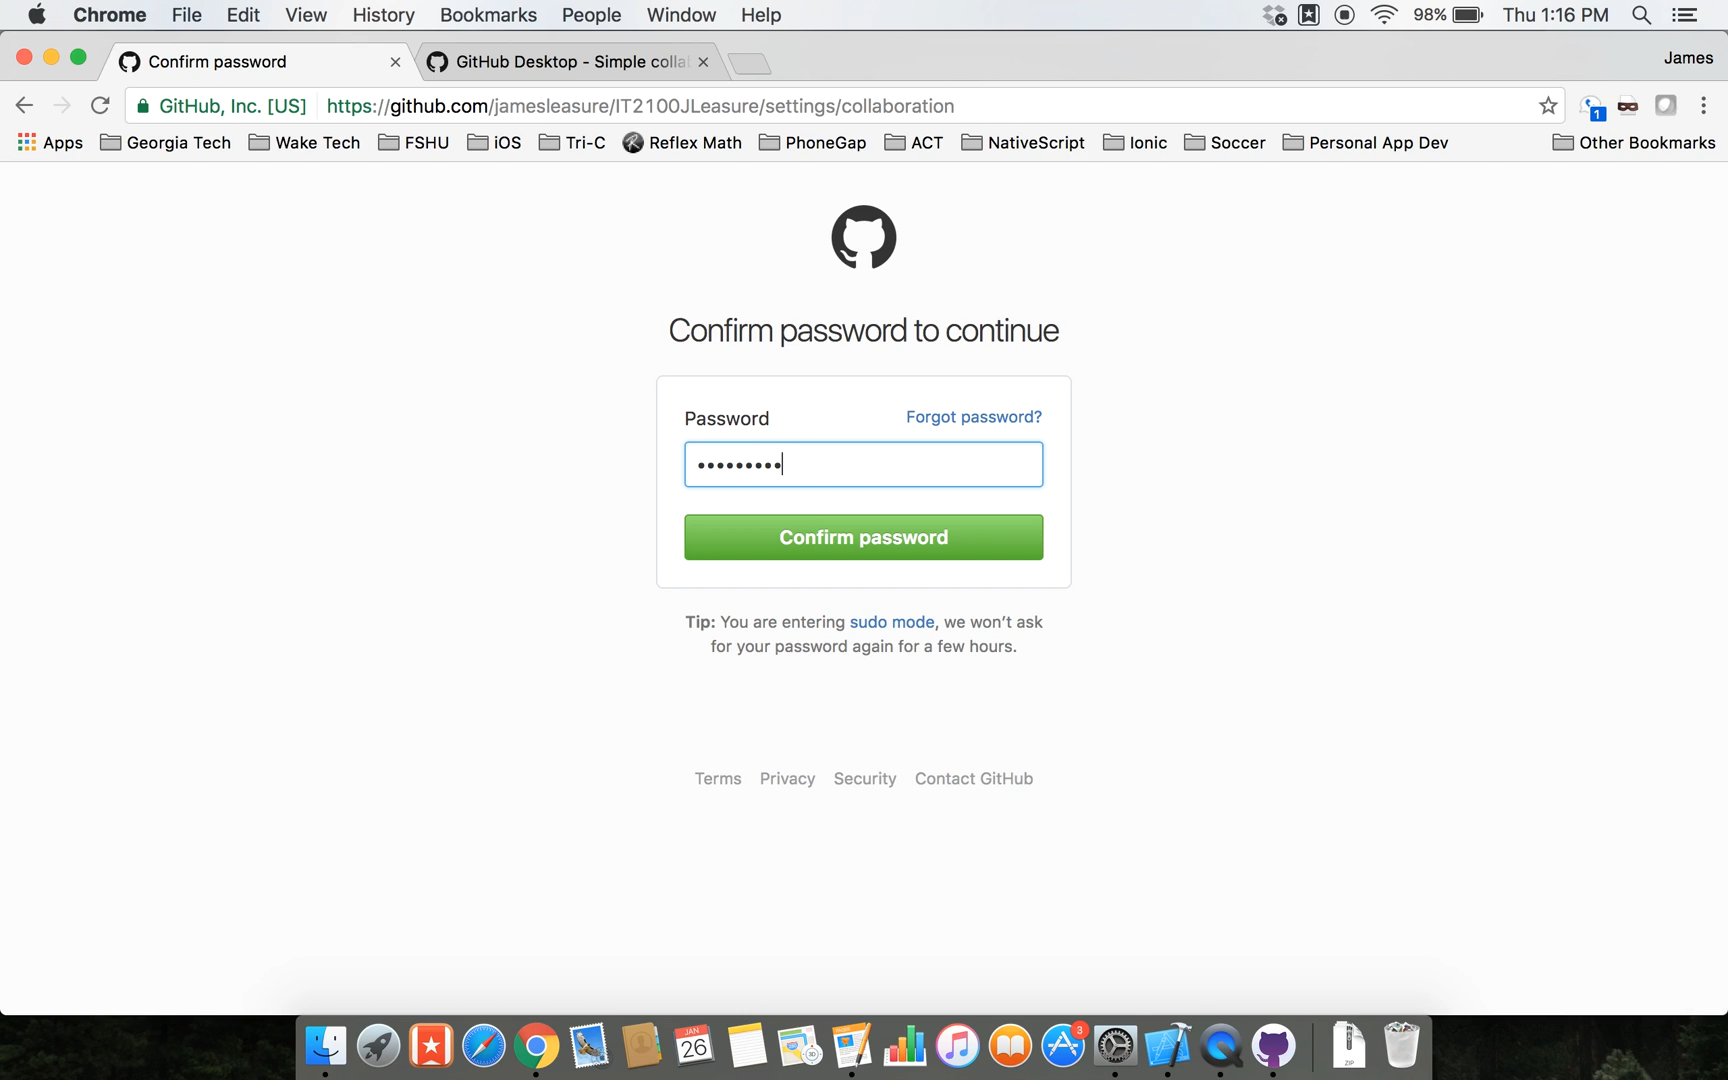 Chrome File Edit View History Bookmarks People Window Help 98% Thu 1:16 PM
Confirm password GitHub Desktop - Simple colla James
GitHub, Inc. [US] https://github.com/jamesleasure/IT2100JLeasure/settings/collaboration 1
Apps Georgia Tech Wake Tech FSHU iOS Tri-C Reflex Math PhoneGap ACT NativeScript Ionic Soccer Personal App Dev Other Bookmarks
Confirm password to continue
Password Forgot password?
Confirm password
Tip: You are entering sudo mode, we won't ask
for your password again for a few hours.
Terms Privacy Security Contact GitHub
JAN
26
3
ZIP